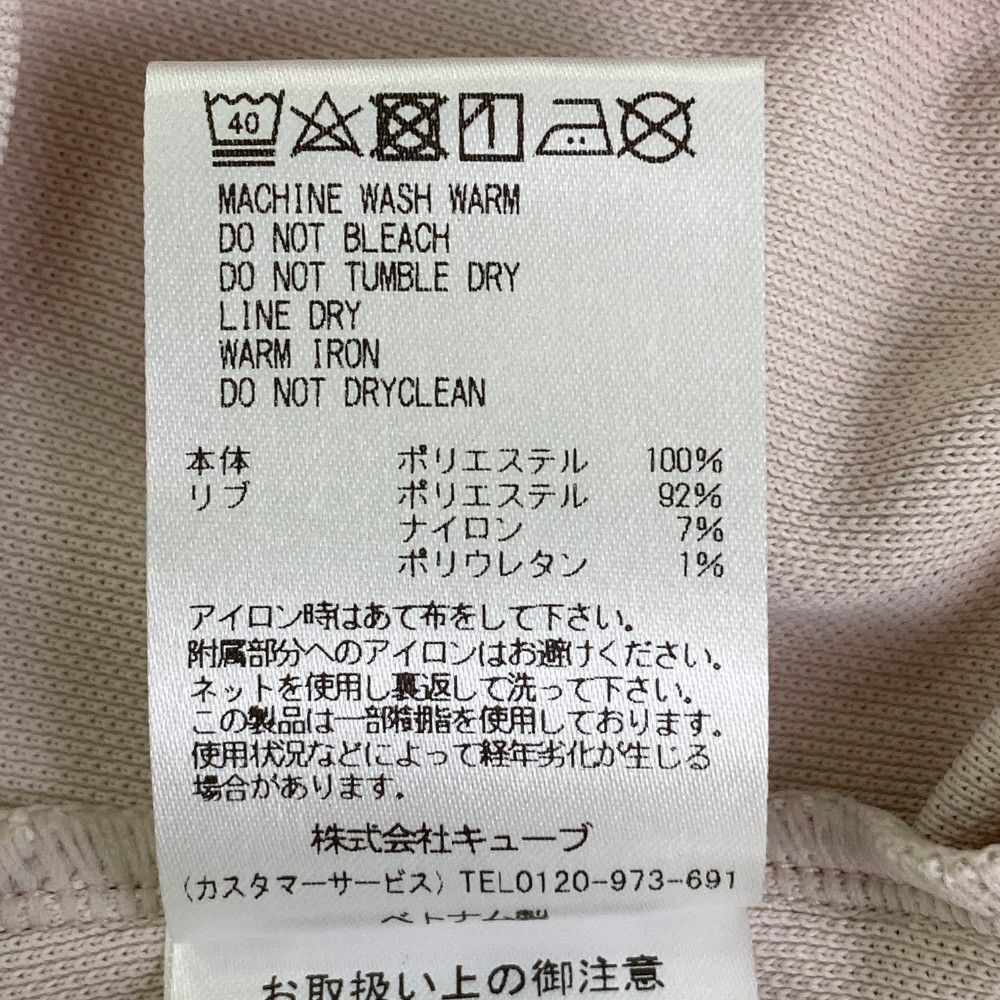 40
MACHINE WASH WARM
DO NOT BLEACH
DO NOT TUMBLE DRY
LINE DRY
WARM IRON
DO NOT DRYCLEAN
本体 ポリエステル 100%
リブ ポリエステル 92%
ナイロン 7%
ポリウレタン 1%
アイロン時はあて布をして下さい。
附属部分へのアイロンはお避けください。
ネットを使用し裏返して洗って下さい。
この製品は一部樹脂を使用しております。
使用状況などによって経年劣化が生じる
場合があります。
株式会社キューブ
(カスタマーサービス) TEL0120-973-691
ベトナム製
お取扱い上の御注意